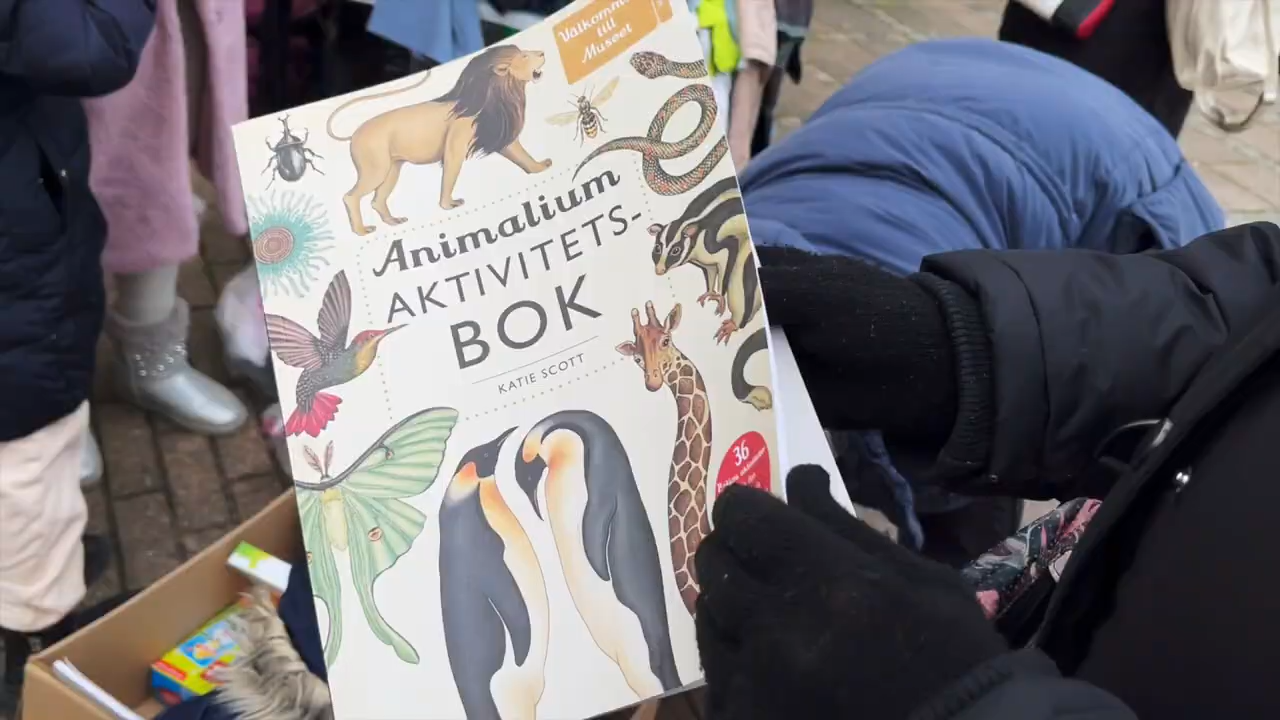 Välkommen
till
Museet
Animalium
AKTIVITETS-
BOK
KATIE SCOTT
36